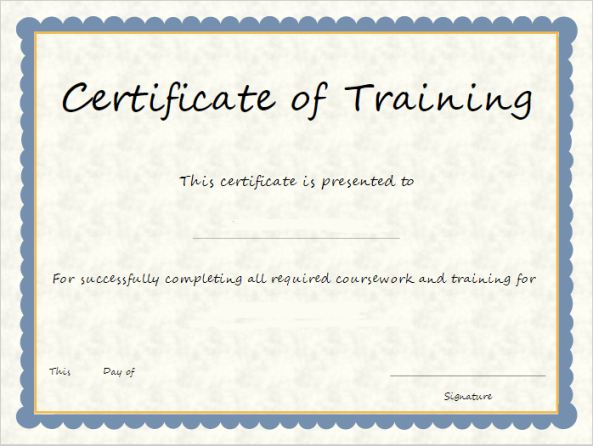 Certificate of Training
This certificate is presented to
For successfully completing all required coursework and training for
This Day of
Signature